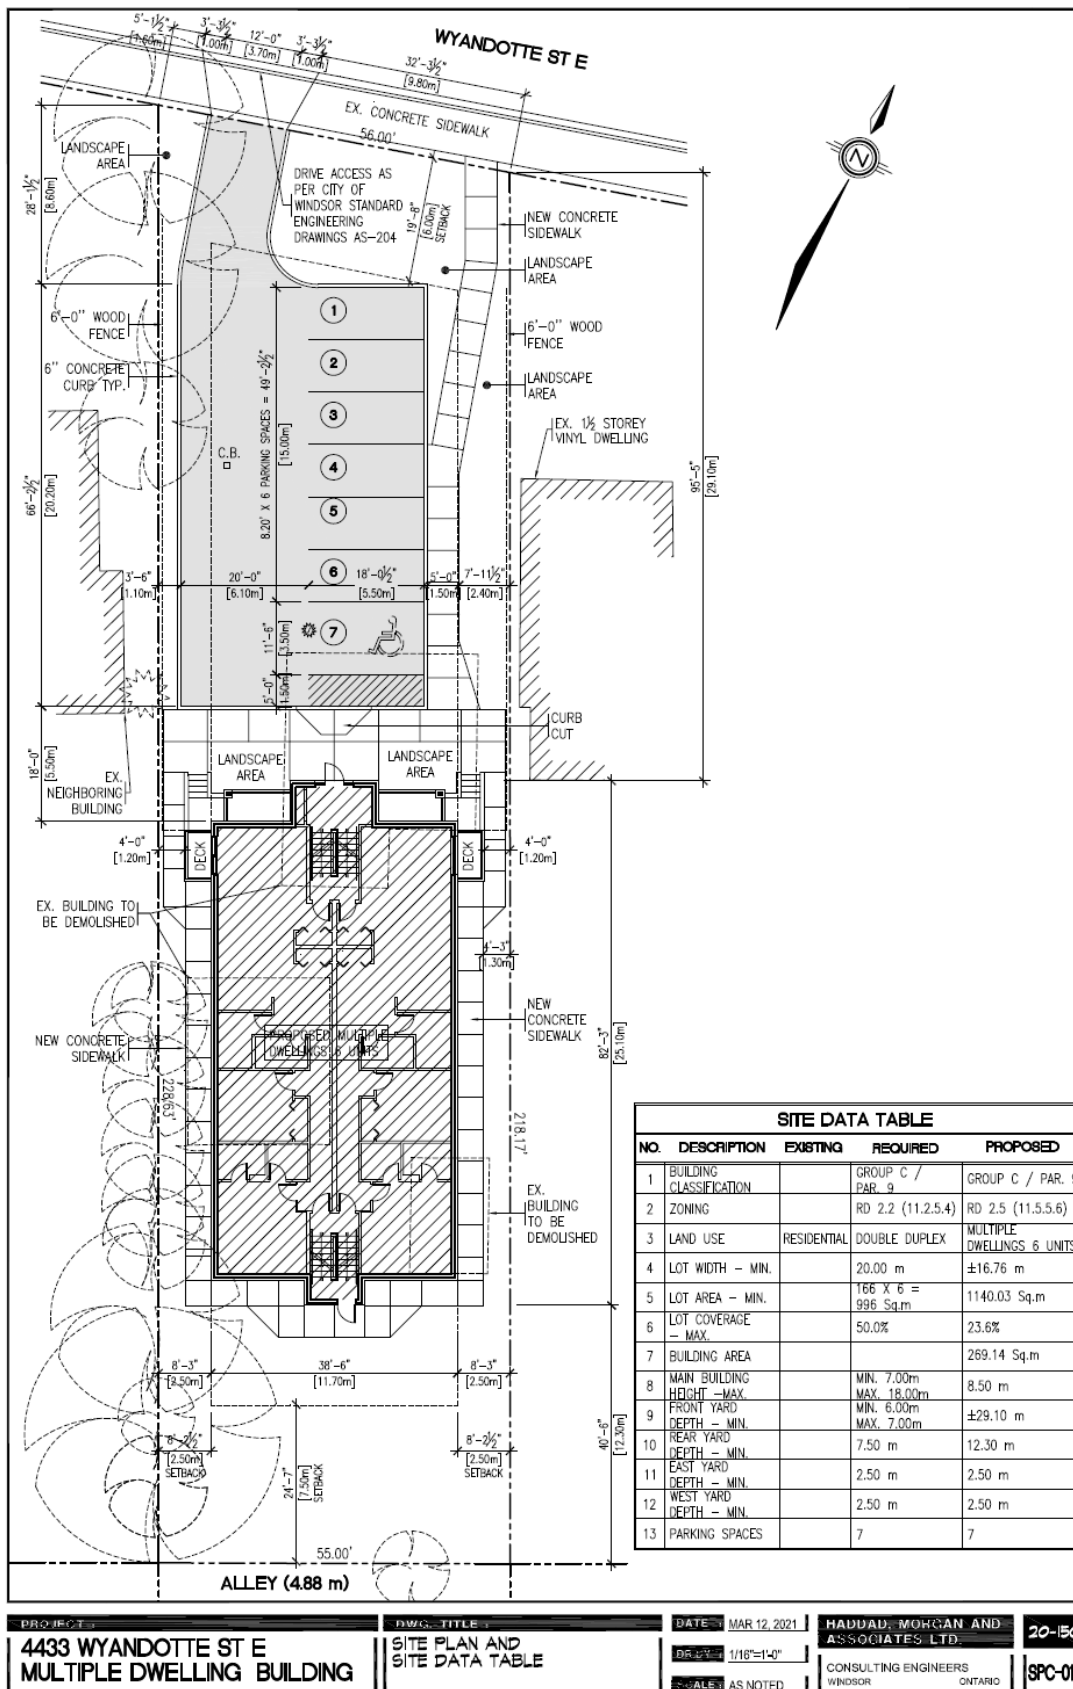 WYANDOTTE ST E
5'-1½"
[1.60m]
3'-3½"
[1.00m]
12'-0"
[3.70m]
3'-3½"
[1.00m]
32'-3½"
[9.80m]
EX. CONCRETE SIDEWALK
56.00'
N
LANDSCAPE
AREA
28'-1½"
[8.60m]
DRIVE ACCESS AS
PER CITY OF
WINDSOR STANDARD
ENGINEERING
DRAWINGS AS-204
19'-8"
[6.00m]
SETBACK
NEW CONCRETE
SIDEWALK
LANDSCAPE
AREA
6'-0" WOOD
FENCE
6'-0" WOOD
FENCE
6" CONCRETE
CURB TYP.
LANDSCAPE
AREA
1
2
3
4
5
6
7
8.20' X 6 PARKING SPACES = 49'-2½"
[15.00m]
C.B.
EX. 1½ STOREY
VINYL DWELLING
95'-5"
[29.10m]
66'-2½"
[20.20m]
3'-6"
[1.10m]
20'-0"
[6.10m]
18'-0½"
[5.50m]
5'-0"
[1.50m]
7'-11½"
[2.40m]
11'-6"
[3.50m]
5'-0"
[1.50m]
CURB
CUT
18'-0"
[5.50m]
LANDSCAPE
AREA
LANDSCAPE
AREA
EX.
NEIGHBORING
BUILDING
4'-0"
[1.20m]
DECK
DECK
4'-0"
[1.20m]
EX. BUILDING TO
BE DEMOLISHED
4'-3"
[1.30m]
NEW
CONCRETE
SIDEWALK
NEW CONCRETE
SIDEWALK
PROPOSED MULTIPLE
DWELLINGS 6 UNITS
82'-3"
[25.10m]
228.63'
218.17'
EX.
BUILDING
TO BE
DEMOLISHED
8'-3"
[2.50m]
38'-6"
[11.70m]
8'-3"
[2.50m]
8'-2½"
[2.50m]
SETBACK
24'-7"
[7.50m]
SETBACK
8'-2½"
[2.50m]
SETBACK
40'-6"
[12.30m]
55.00'
ALLEY (4.88 m)
SITE DATA TABLE
NO. DESCRIPTION EXISTING REQUIRED PROPOSED
1 BUILDING CLASSIFICATION GROUP C / PAR. 9 GROUP C / PAR. 9
2 ZONING RD 2.2 (11.2.5.4) RD 2.5 (11.5.5.6)
3 LAND USE RESIDENTIAL DOUBLE DUPLEX MULTIPLE DWELLINGS 6 UNITS
4 LOT WIDTH - MIN. 20.00 m ±16.76 m
5 LOT AREA - MIN. 166 X 6 = 996 Sq.m 1140.03 Sq.m
6 LOT COVERAGE - MAX. 50.0% 23.6%
7 BUILDING AREA 269.14 Sq.m
8 MAIN BUILDING HEIGHT -MAX. MIN. 7.00m MAX. 18.00m 8.50 m
9 FRONT YARD DEPTH - MIN. MIN. 6.00m MAX. 7.00m ±29.10 m
10 REAR YARD DEPTH - MIN. 7.50 m 12.30 m
11 EAST YARD DEPTH - MIN. 2.50 m 2.50 m
12 WEST YARD DEPTH - MIN. 2.50 m 2.50 m
13 PARKING SPACES 7 7
PROJECT :
4433 WYANDOTTE ST E
MULTIPLE DWELLING BUILDING
DWG. TITLE :
SITE PLAN AND
SITE DATA TABLE
DATE : MAR 12, 2021
1/16"=1'-0"
SCALE : AS NOTED
HADDAD, MORGAN AND
ASSOCIATES LTD.
CONSULTING ENGINEERS
WINDSOR ONTARIO
20-150
SPC-01